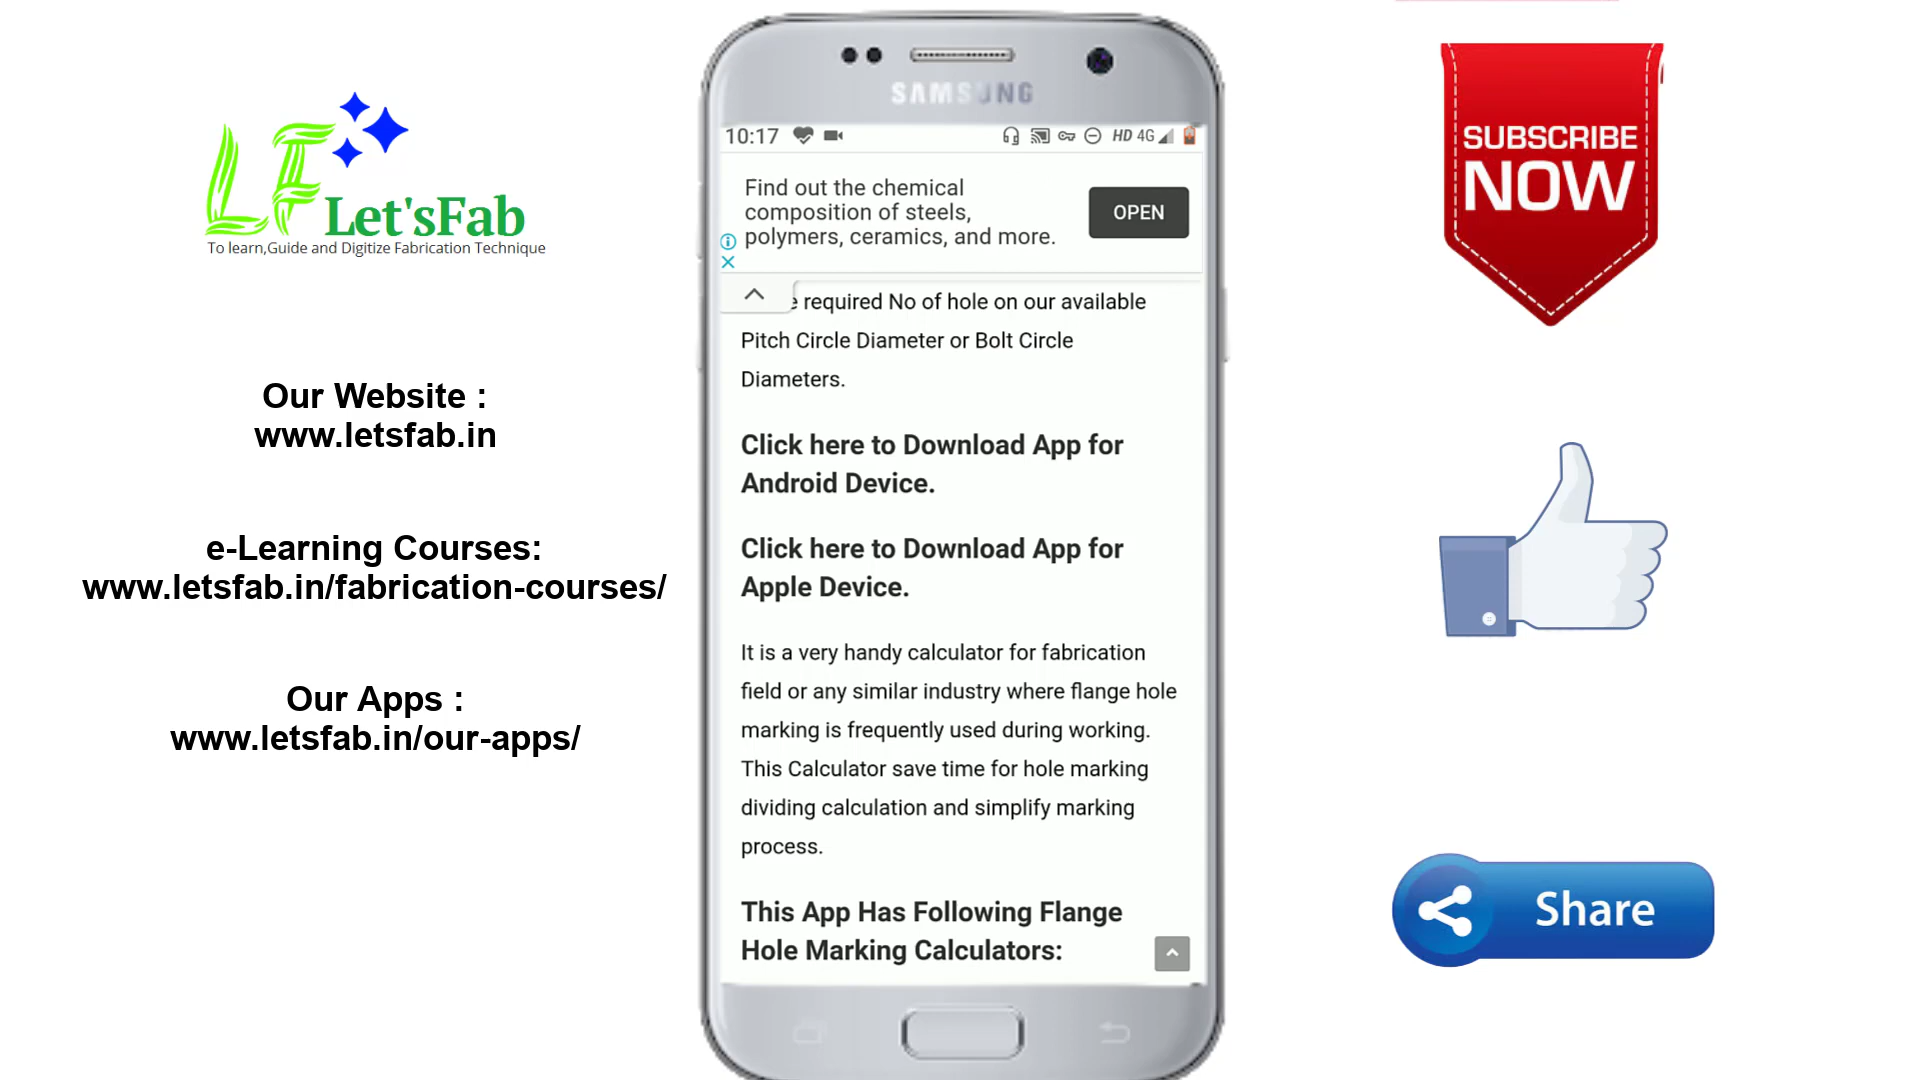 LF
Let'sFab
To learn,Guide and Digitize Fabrication Technique
Our Website :
www.letsfab.in
e-Learning Courses:
www.letsfab.in/fabrication-courses/
Our Apps :
www.letsfab.in/our-apps/
SAMSUNG
10:17 HD 4G
Find out the chemical
composition of steels,
polymers, ceramics, and more.
OPEN
e required No of hole on our available
Pitch Circle Diameter or Bolt Circle
Diameters.
Click here to Download App for
Android Device.
Click here to Download App for
Apple Device.
It is a very handy calculator for fabrication
field or any similar industry where flange hole
marking is frequently used during working.
This Calculator save time for hole marking
dividing calculation and simplify marking
process.
This App Has Following Flange
Hole Marking Calculators:
SUBSCRIBE
NOW
Share